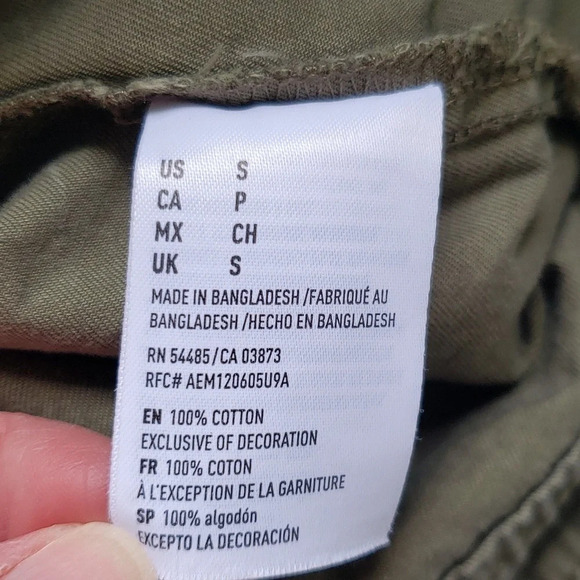 US S
CA P
MX CH
UK S
MADE IN BANGLADESH /FABRIQUÉ AU
BANGLADESH /HECHO EN BANGLADESH
RN 54485/CA 03873
RFC# AEM120605U9A
EN 100% COTTON
EXCLUSIVE OF DECORATION
FR 100% COTON
À L'EXCEPTION DE LA GARNITURE
SP 100% algodón
EXCEPTO LA DECORACIÓN